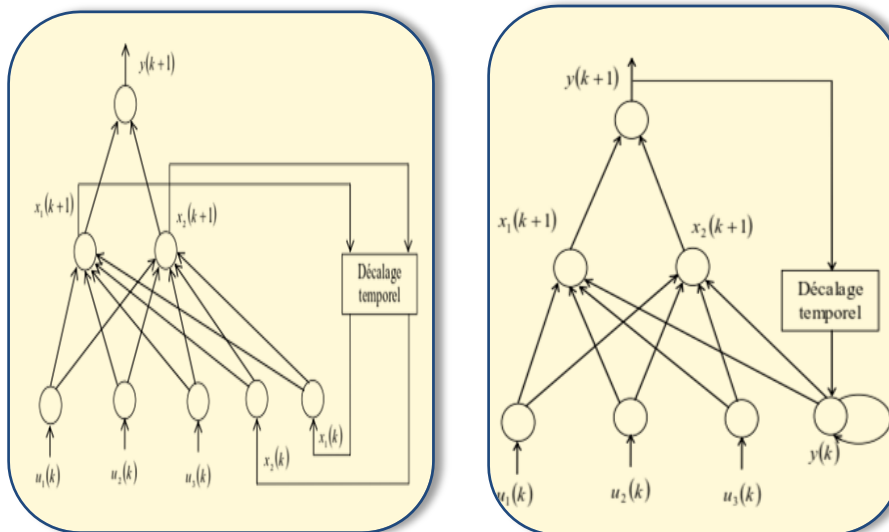 y(k+1)
x₁(k+1)
x₂(k+1)
Décalage
temporel
x₁(k)
x₂(k)
u₁(k)
u₂(k)
u₃(k)
y(k+1)
x₁(k+1)
x₂(k+1)
Décalage
temporel
y(k)
u₁(k)
u₂(k)
u₃(k)